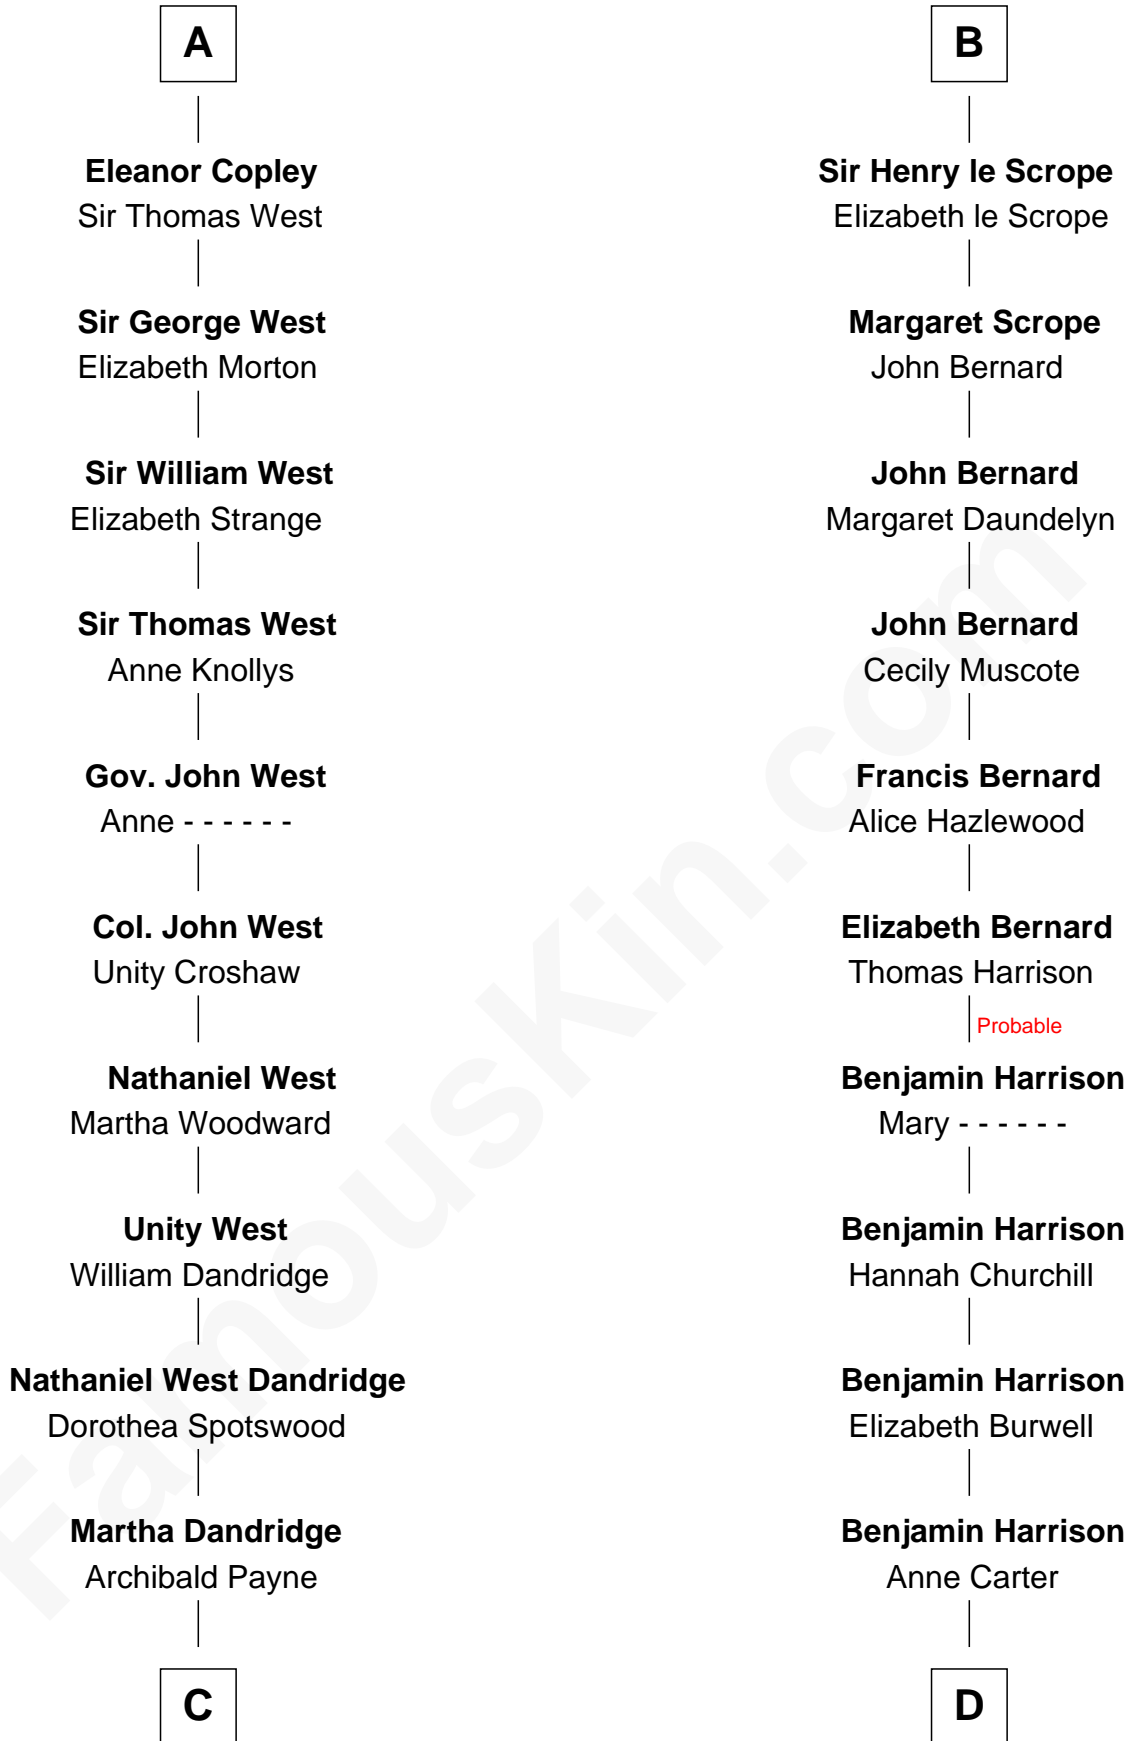 A
Eleanor Copley
Sir Thomas West
Sir George West
Elizabeth Morton
Sir William West
Elizabeth Strange
Sir Thomas West
Anne Knollys
Gov. John West
Anne - - - - - -
Col. John West
Unity Croshaw
Nathaniel West
Martha Woodward
Unity West
William Dandridge
Nathaniel West Dandridge
Dorothea Spotswood
Martha Dandridge
Archibald Payne
C
B
Sir Henry le Scrope
Elizabeth le Scrope
Margaret Scrope
John Bernard
John Bernard
Margaret Daundelyn
John Bernard
Cecily Muscote
Francis Bernard
Alice Hazlewood
Elizabeth Bernard
Thomas Harrison
Probable
Benjamin Harrison
Mary - - - - - -
Benjamin Harrison
Hannah Churchill
Benjamin Harrison
Elizabeth Burwell
Benjamin Harrison
Anne Carter
D
FamousKin.com